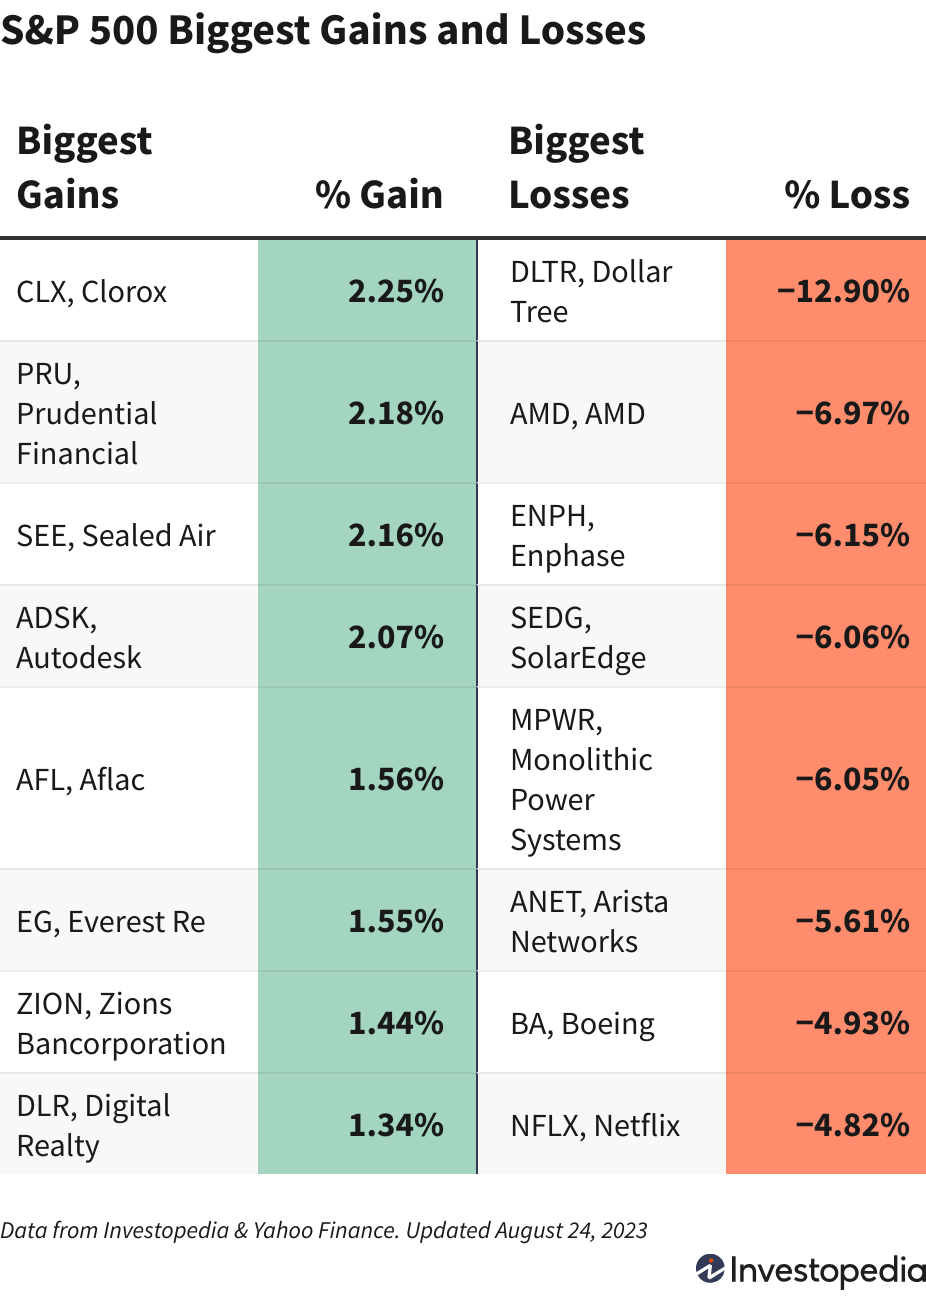 S&P 500 Biggest Gains and Losses
Biggest
Gains
% Gain
Biggest
Losses
% Loss
CLX, Clorox
2.25%
DLTR, Dollar
Tree
−12.90%
PRU,
Prudential
Financial
2.18%
AMD, AMD
−6.97%
SEE, Sealed Air
2.16%
ENPH,
Enphase
−6.15%
ADSK,
Autodesk
2.07%
SEDG,
SolarEdge
−6.06%
AFL, Aflac
1.56%
MPWR,
Monolithic
Power
Systems
−6.05%
EG, Everest Re
1.55%
ANET, Arista
Networks
−5.61%
ZION, Zions
Bancorporation
1.44%
BA, Boeing
−4.93%
DLR, Digital
Realty
1.34%
NFLX, Netflix
−4.82%
Data from Investopedia & Yahoo Finance. Updated August 24, 2023
Investopedia